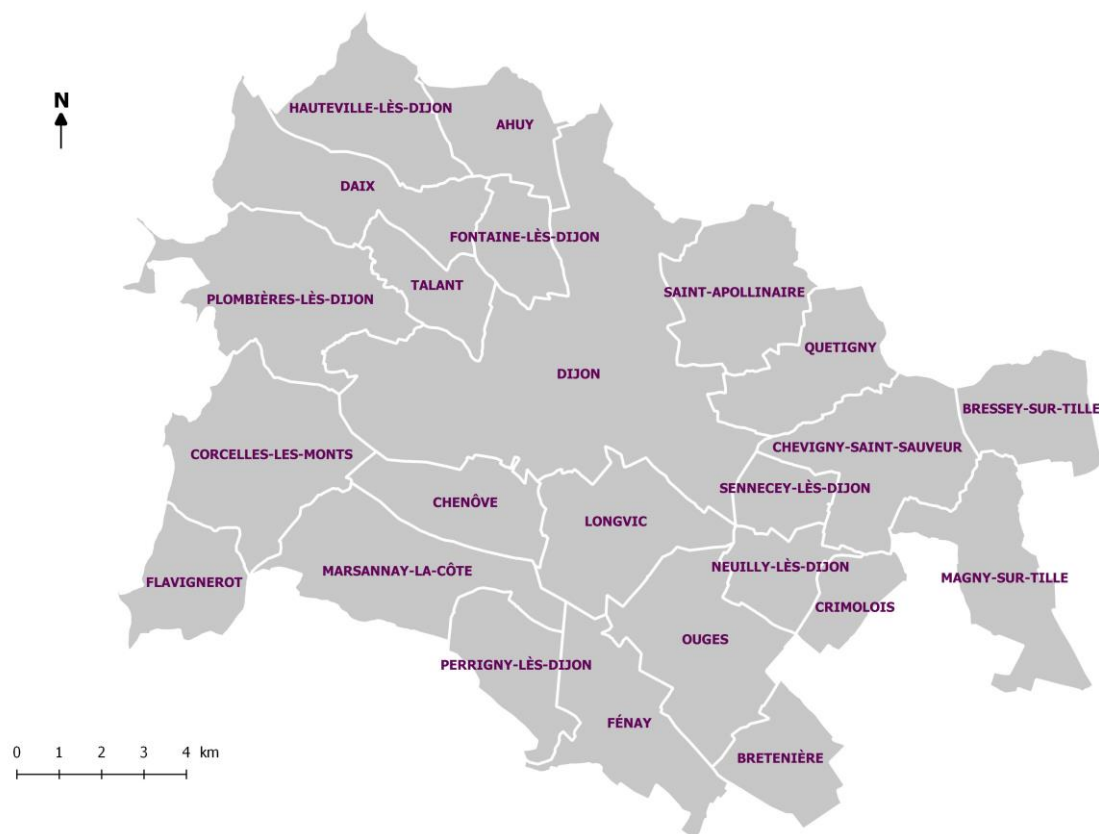 N
HAUTEVILLE-LÈS-DIJON
AHUY
DAIX
FONTAINE-LÈS-DIJON
TALANT
SAINT-APOLLINAIRE
PLOMBIÈRES-LÈS-DIJON
QUETIGNY
DIJON
BRESSEY-SUR-TILLE
CHEVIGNY-SAINT-SAUVEUR
CORCELLES-LES-MONTS
SENNECEY-LÈS-DIJON
CHENÔVE
LONGVIC
NEUILLY-LÈS-DIJON
MARSANNAY-LA-CÔTE
MAGNY-SUR-TILLE
FLAVIGNEROT
CRIMOLOIS
OUGES
PERRIGNY-LÈS-DIJON
FÉNAY
BRETENIÈRE
0 1 2 3 4 km